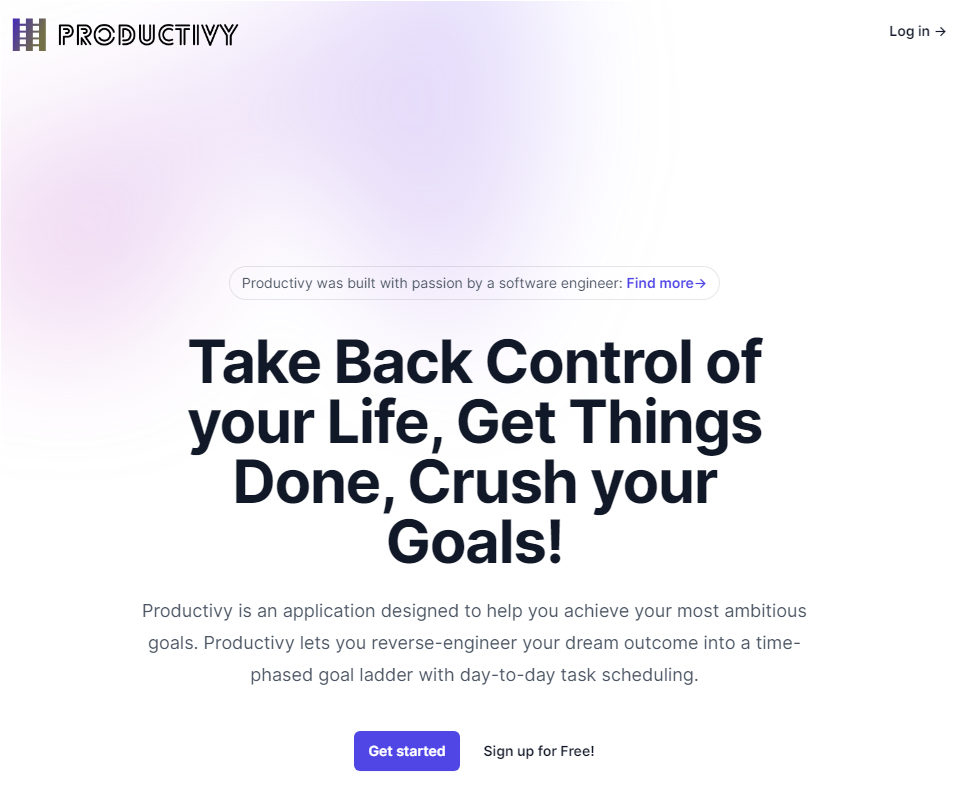 PRODUCTIVY
Log in →
Productivy was built with passion by a software engineer: Find more→
Take Back Control of
your Life, Get Things
Done, Crush your
Goals!
Productivy is an application designed to help you achieve your most ambitious
goals. Productivy lets you reverse-engineer your dream outcome into a time-
phased goal ladder with day-to-day task scheduling.
Get started
Sign up for Free!